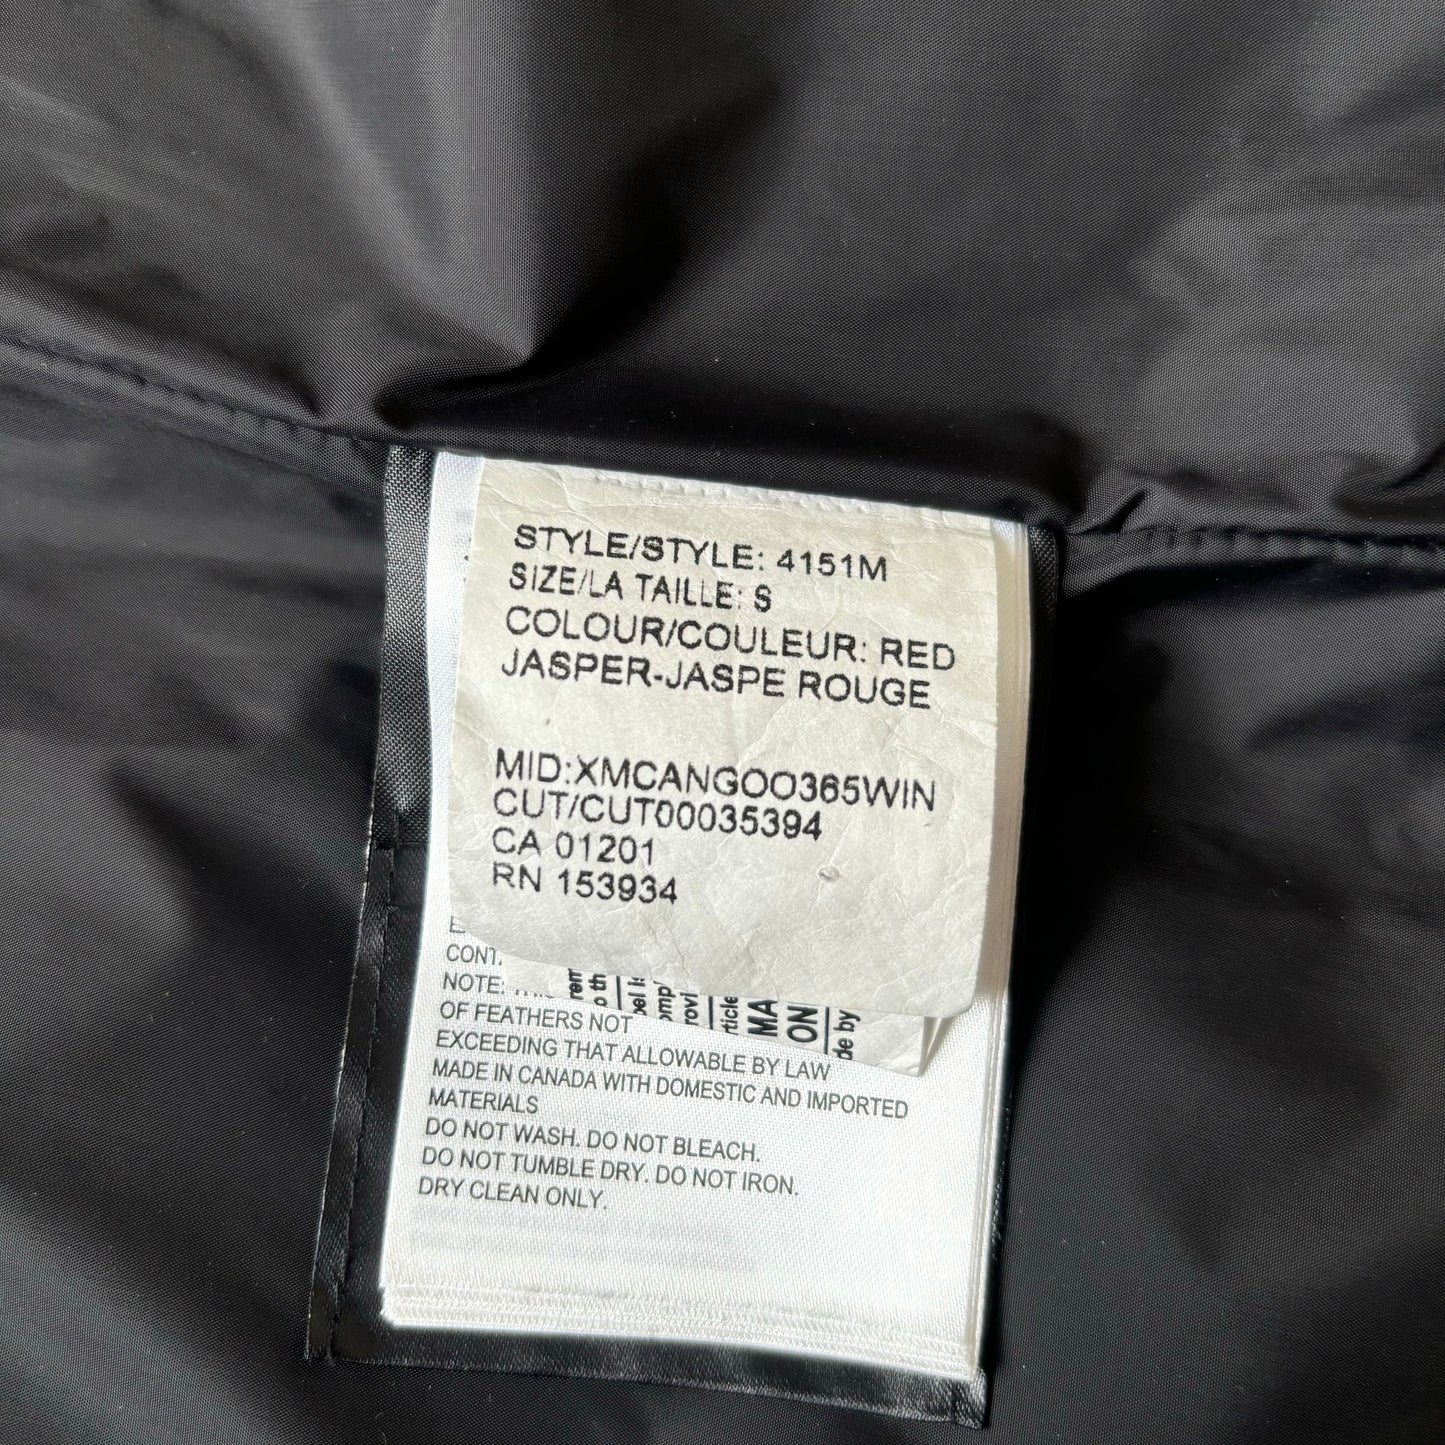 STYLE/STYLE: 4151M
SIZE/LA TAILLE: S
COLOUR/COULEUR: RED
JASPER-JASPE ROUGE
MID:XMCANGOO365WIN
CUT/CUT00035394
CA 01201
RN 153934
NOTE:
OF FEATHERS NOT
EXCEEDING THAT ALLOWABLE BY LAW
MADE IN CANADA WITH DOMESTIC AND IMPORTED
MATERIALS
DO NOT WASH. DO NOT BLEACH.
DO NOT TUMBLE DRY. DO NOT IRON.
DRY CLEAN ONLY.